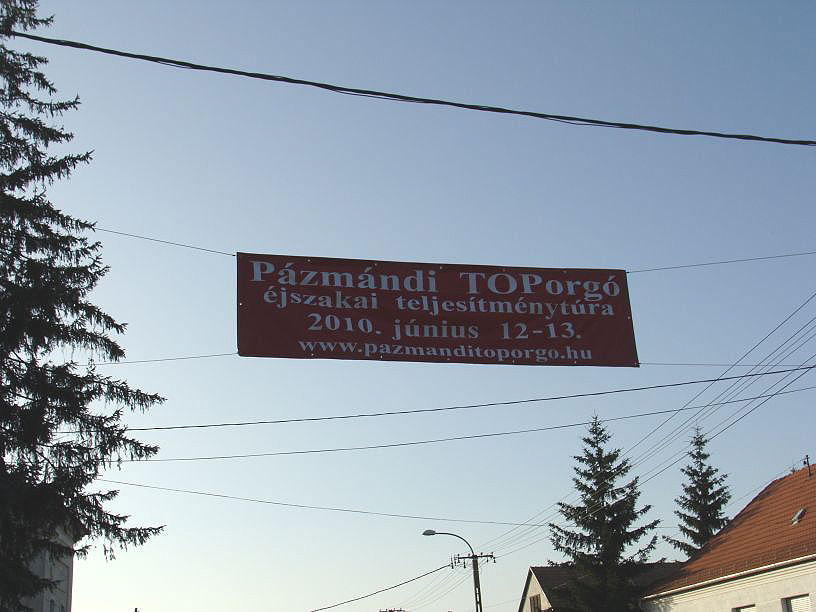 Pázmándi TOPorgó
éjszakai teljesítménytúra
2010. június 12-13.
www.pazmanditoporgo.hu